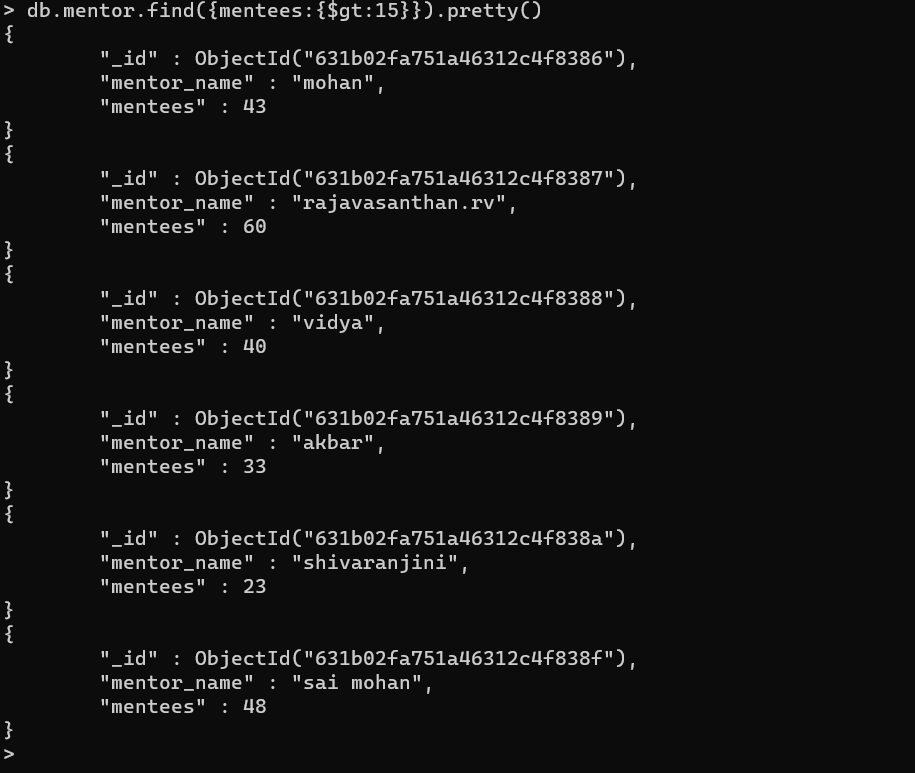 > db.mentor.find({mentees:{$gt:15}}).pretty()
{
        "_id" : ObjectId("631b02fa751a46312c4f8386"),
        "mentor_name" : "mohan",
        "mentees" : 43
}
{
        "_id" : ObjectId("631b02fa751a46312c4f8387"),
        "mentor_name" : "rajavasanthan.rv",
        "mentees" : 60
}
{
        "_id" : ObjectId("631b02fa751a46312c4f8388"),
        "mentor_name" : "vidya",
        "mentees" : 40
}
{
        "_id" : ObjectId("631b02fa751a46312c4f8389"),
        "mentor_name" : "akbar",
        "mentees" : 33
}
{
        "_id" : ObjectId("631b02fa751a46312c4f838a"),
        "mentor_name" : "shivaranjini",
        "mentees" : 23
}
{
        "_id" : ObjectId("631b02fa751a46312c4f838f"),
        "mentor_name" : "sai mohan",
        "mentees" : 48
}
>